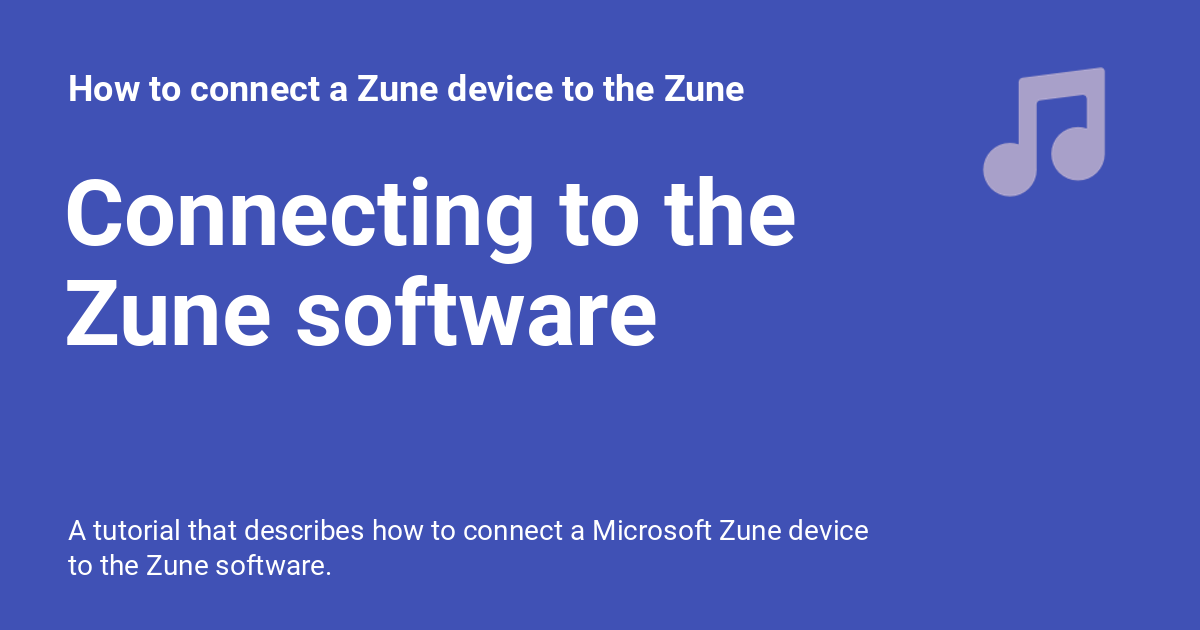 How to connect a Zune device to the Zune
Connecting to the
Zune software
A tutorial that describes how to connect a Microsoft Zune device
to the Zune software.